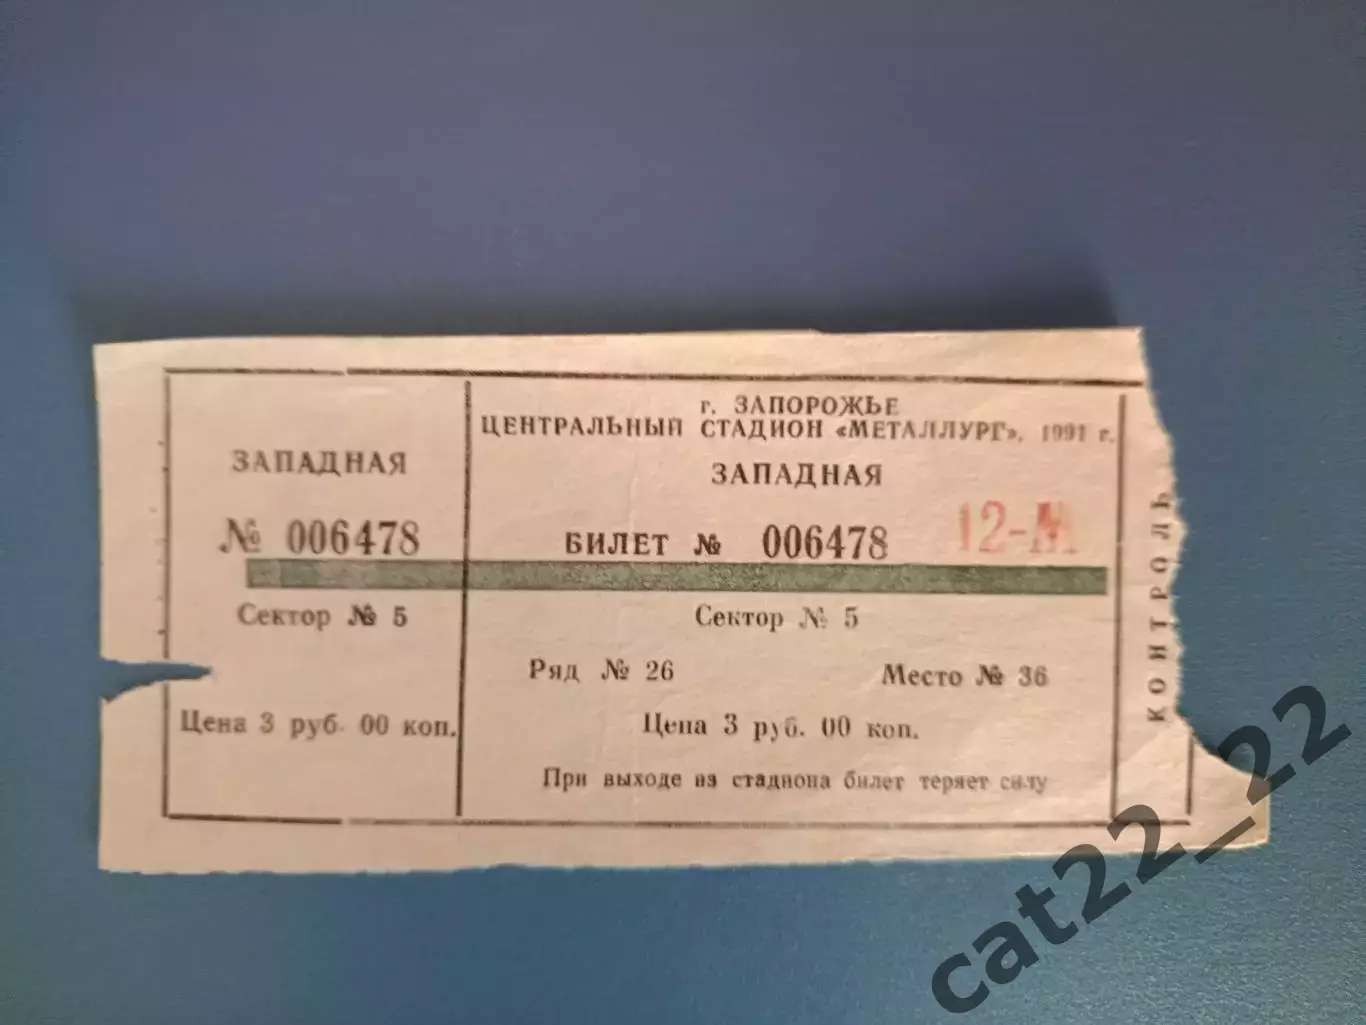 ЗАПАДНАЯ
№ 006478
Сектор № 5
Цена 3 руб. 00 коп.
г. ЗАПОРОЖЬЕ
ЦЕНТРАЛЬНЫЙ СТАДИОН «МЕТАЛЛУРГ», 1991 г.
ЗАПАДНАЯ
БИЛЕТ № 006478
12-М
Сектор № 5
Ряд № 26 Место № 36
Цена 3 руб. 00 коп.
При выходе из стадиона билет теряет силу
КОНТРОЛЬ
cat22_22